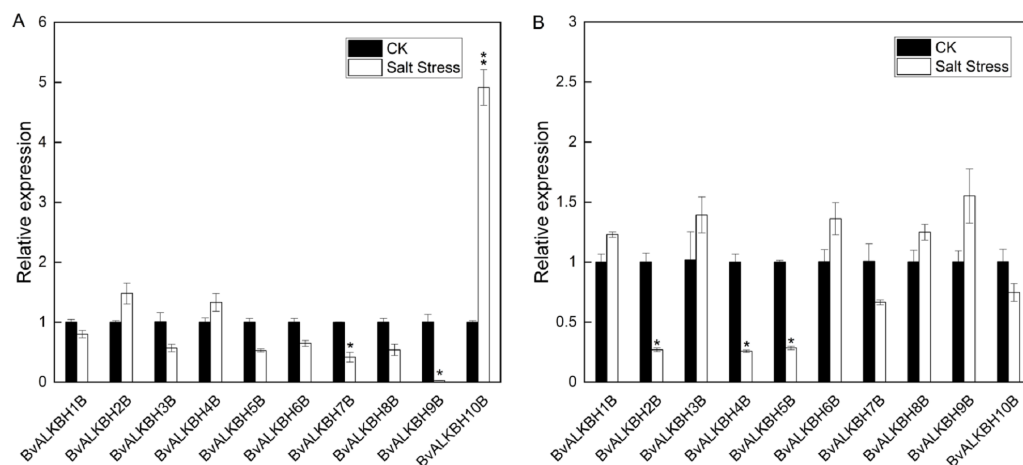 A
Relative expression
6
5
4
3
2
1
0
CK
Salt Stress
**
*
*
BvALKBH1B
BvALKBH2B
BvALKBH3B
BvALKBH4B
BvALKBH5B
BvALKBH6B
BvALKBH7B
BvALKBH8B
BvALKBH9B
BvALKBH10B
B
Relative expression
3
2.5
2
1.5
1
0.5
0
CK
Salt Stress
*
*
*
BvALKBH1B
BvALKBH2B
BvALKBH3B
BvALKBH4B
BvALKBH5B
BvALKBH6B
BvALKBH7B
BvALKBH8B
BvALKBH9B
BvALKBH10B